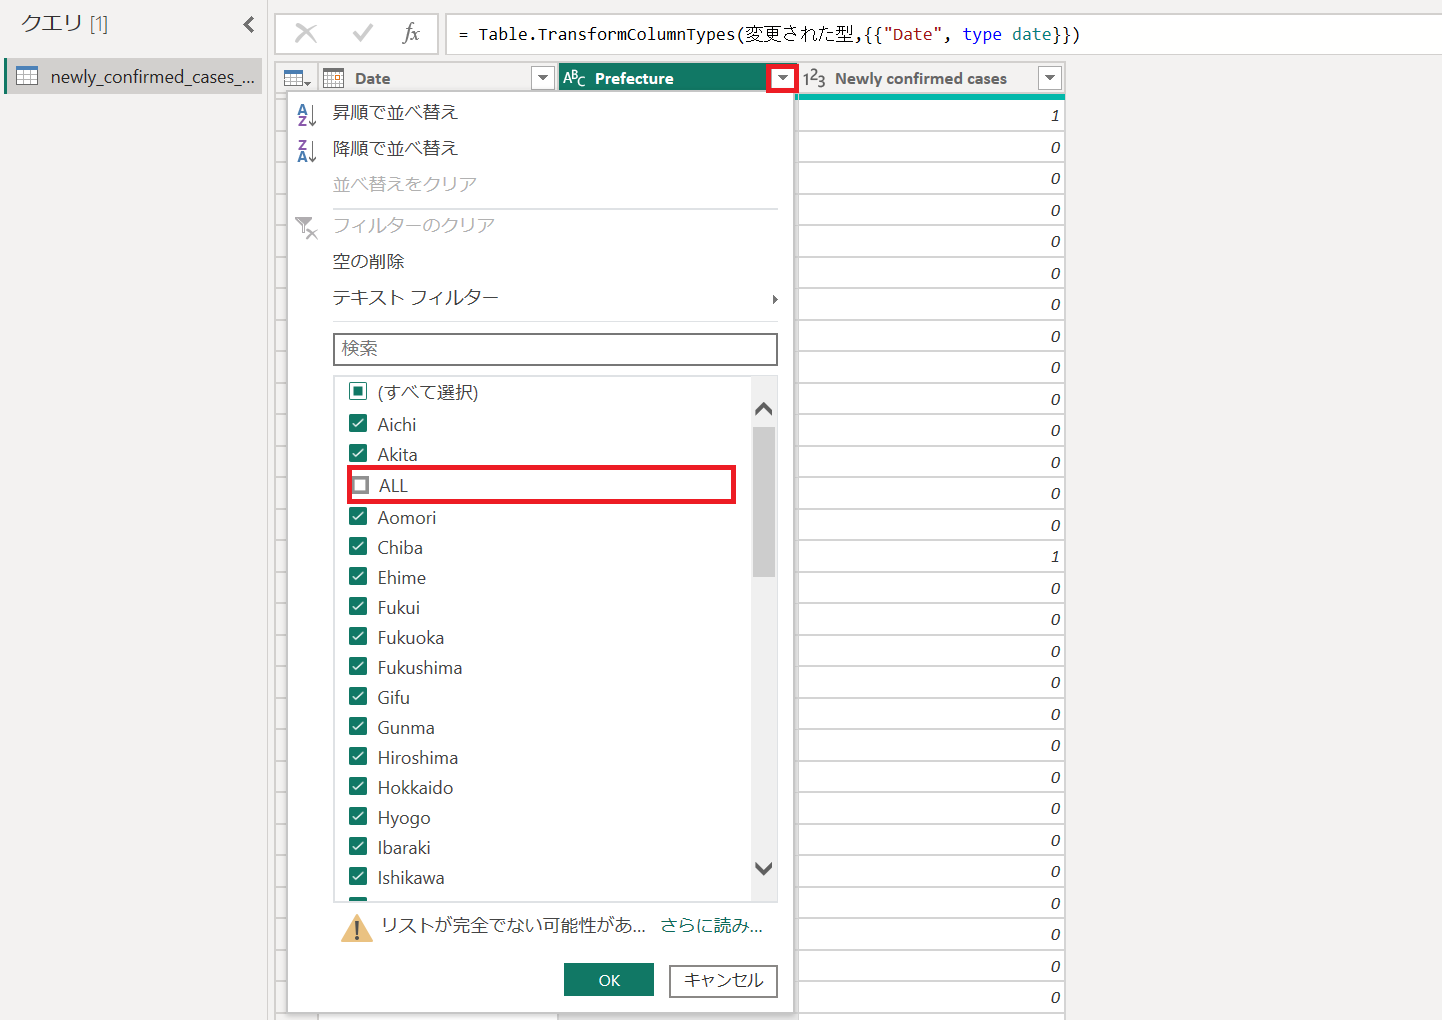 クエリ [1]
newly_confirmed_cases_...
fx
= Table.TransformColumnTypes(変更された型,{{"Date", type date}})
Date
ABC Prefecture
123 Newly confirmed cases
昇順で並べ替え
降順で並べ替え
並べ替えをクリア
フィルターのクリア
空の削除
テキスト フィルター
検索
(すべて選択)
Aichi
Akita
ALL
Aomori
Chiba
Ehime
Fukui
Fukuoka
Fukushima
Gifu
Gunma
Hiroshima
Hokkaido
Hyogo
Ibaraki
Ishikawa
リストが完全でない可能性があ... さらに読み...
OK
キャンセル
1
0
0
0
0
0
0
0
0
0
0
0
0
0
1
0
0
0
0
0
0
0
0
0
0
0
0
0
0